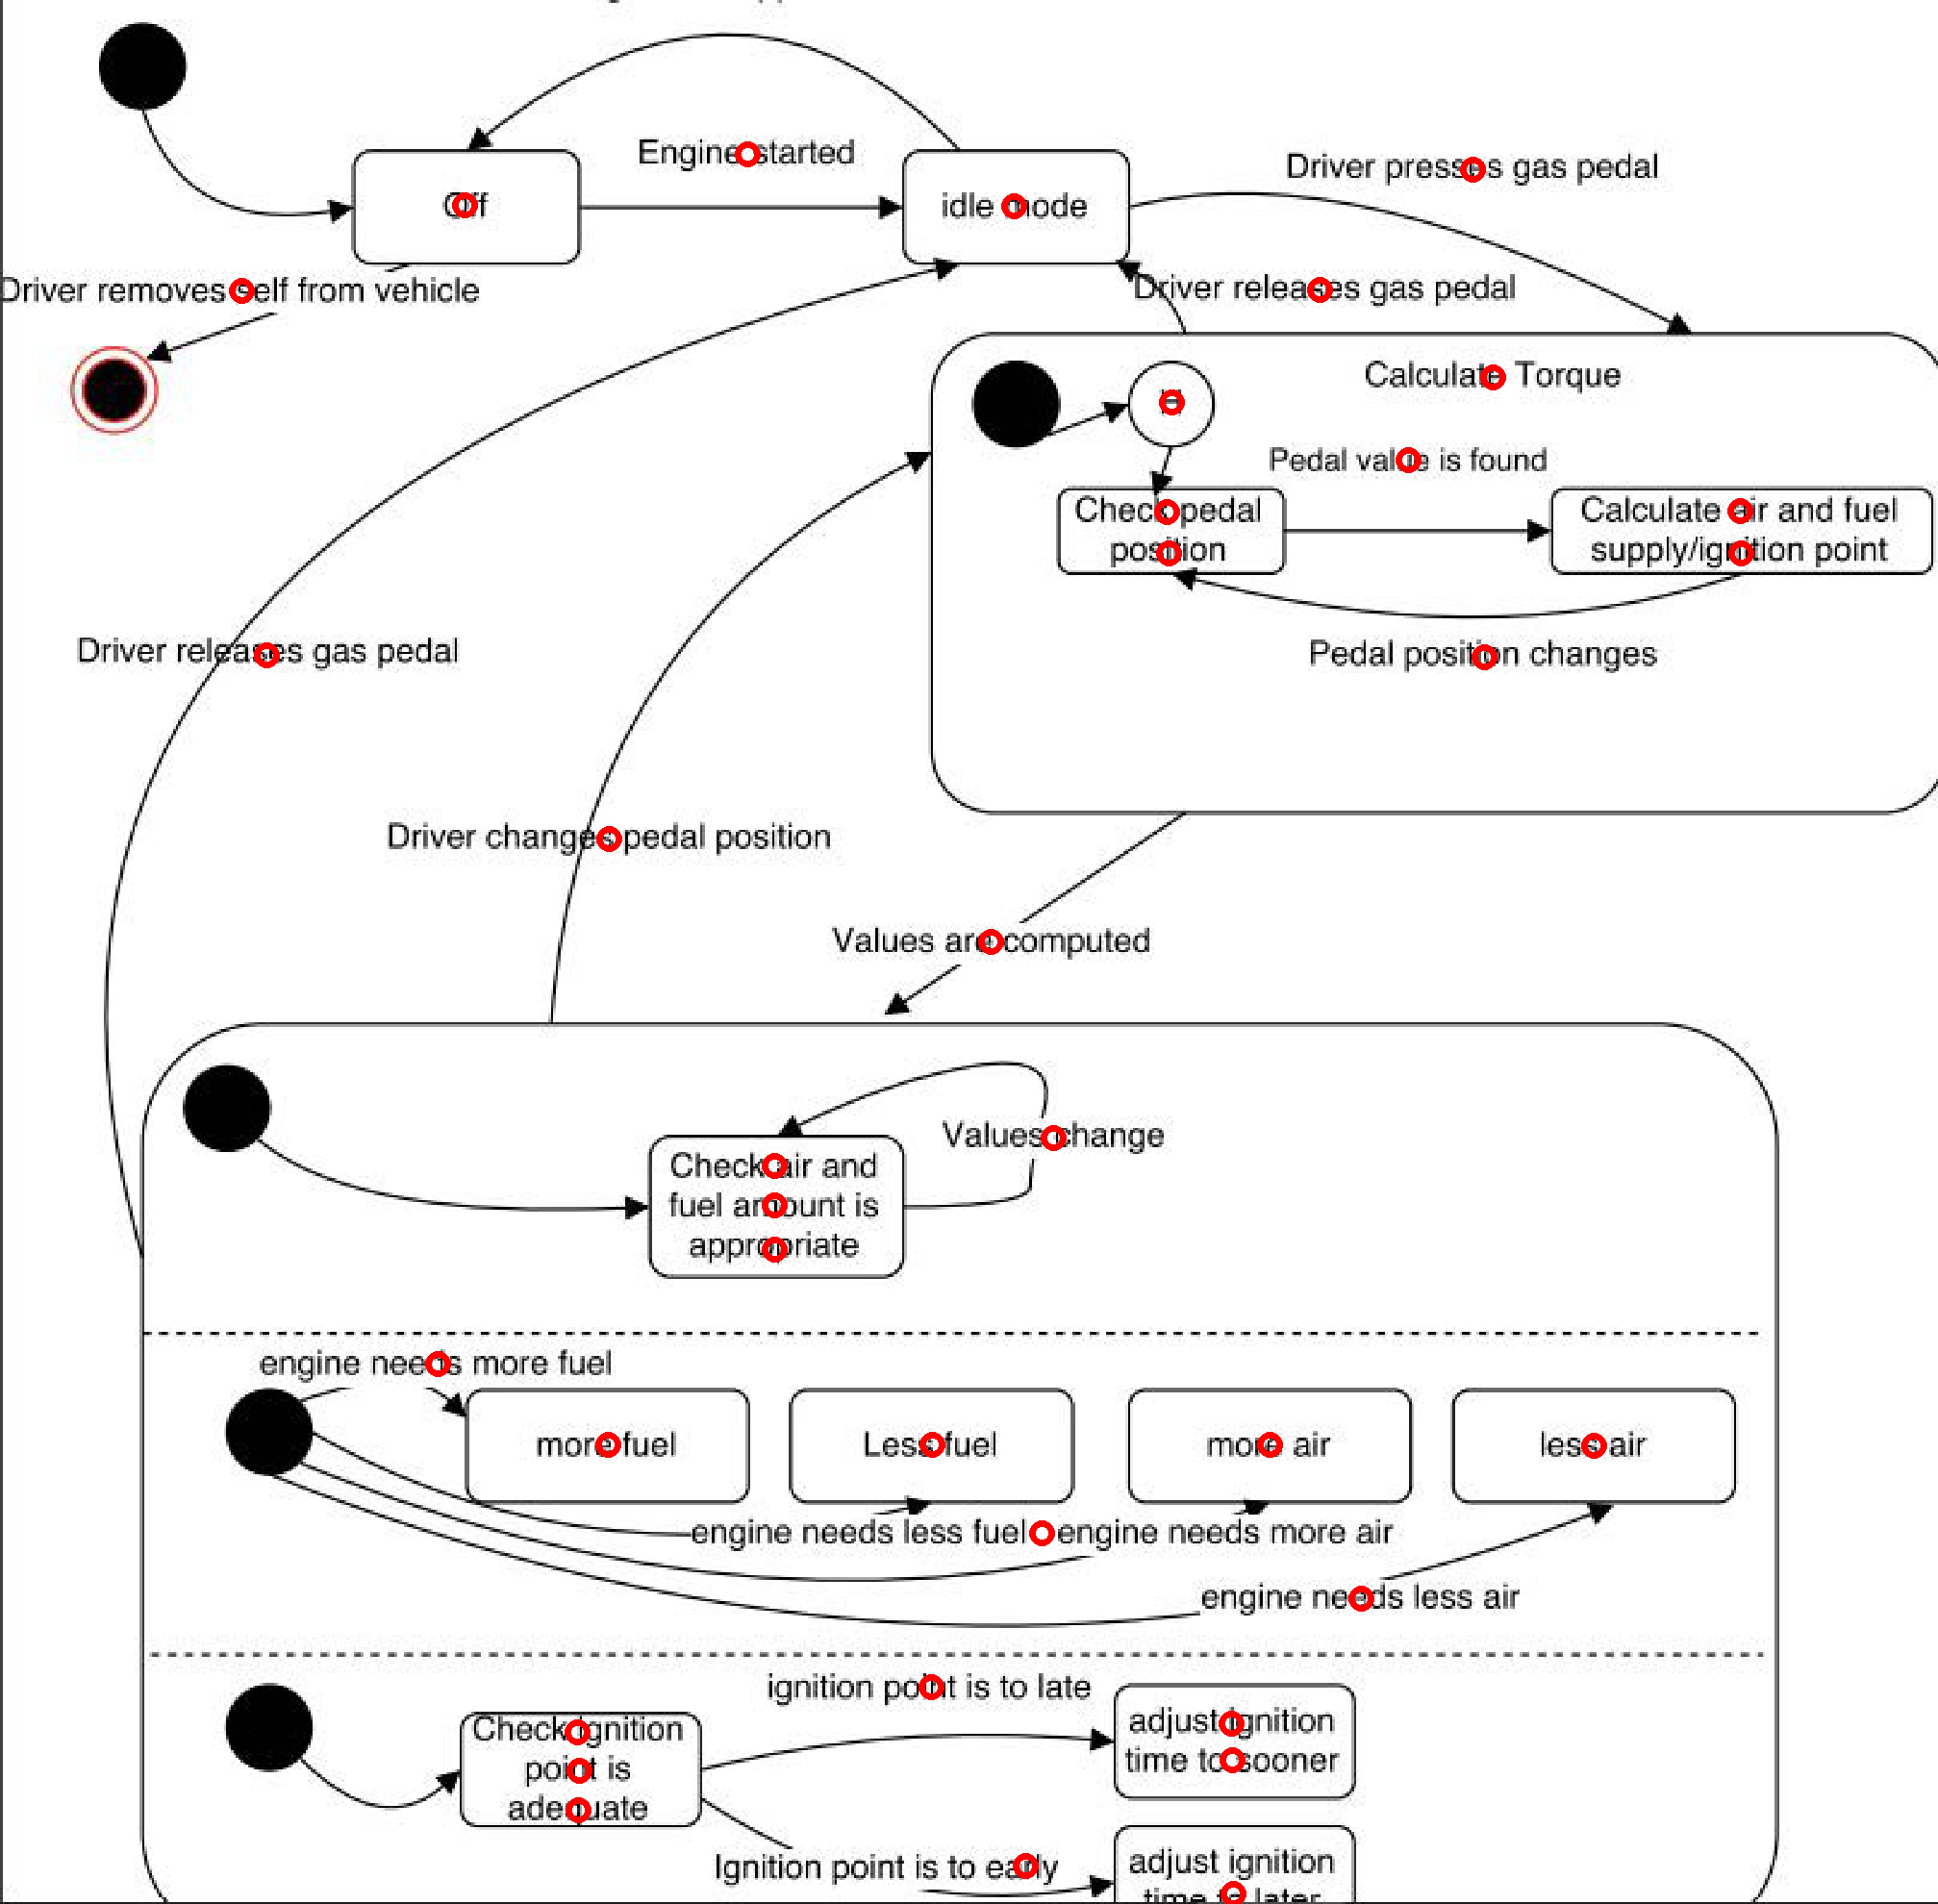 Engine started
Driver presses gas pedal
Off
idle mode
Driver removes self from vehicle
Driver releases gas pedal
Calculate Torque
H
Pedal value is found
Check pedal
position
Calculate air and fuel
supply/ignition point
Driver releases gas pedal
Pedal position changes
Driver changes pedal position
Values are computed
Values change
Check air and
fuel amount is
appropriate
engine needs more fuel
more fuel
Less fuel
more air
less air
engine needs less fuel engine needs more air
engine needs less air
ignition point is to late
Check ignition
point is
adequate
adjust ignition
time to sooner
Ignition point is to early
adjust ignition
time to later